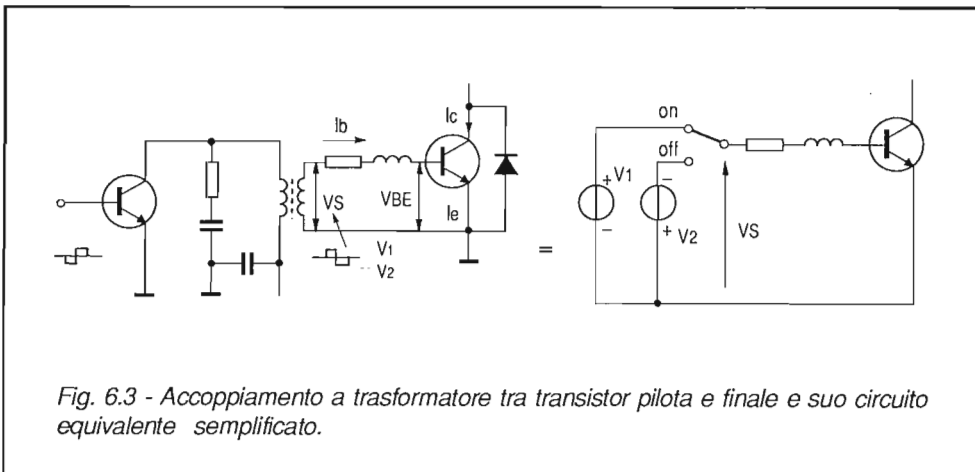 Ib
Ic
VS
VBE
Ie
V1
-- V2
=
on
off
+ V1
-
-
+ V2
VS
Fig. 6.3 - Accoppiamento a trasformatore tra transistor pilota e finale e suo circuito
equivalente semplificato.